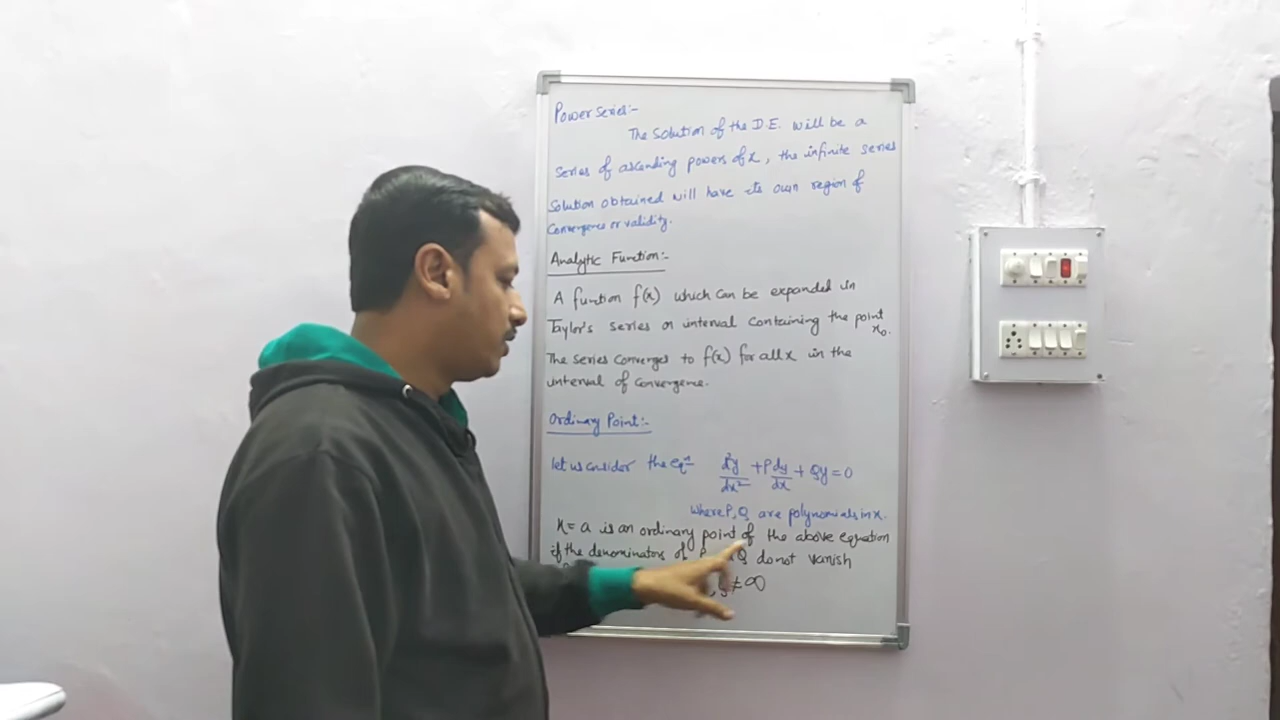 Power Series:-
The solution of the D.E. will be a
series of ascending powers of x, the infinite series
solution obtained will have its own region of
Convergence or validity.
Analytic Function:-
A function f(x) which can be expanded in
Taylor's series on interval containing the point
x₀.
The series converges to f(x) for all x in the
interval of convergence.
Ordinary Point:-
let us consider the eqⁿ d²y/dx² + P dy/dx + Qy = 0
where P, Q are polynomials in x.
x = a is an ordinary point of the above equation
if the denominators of P Q do not vanish
Q ≠ ∞